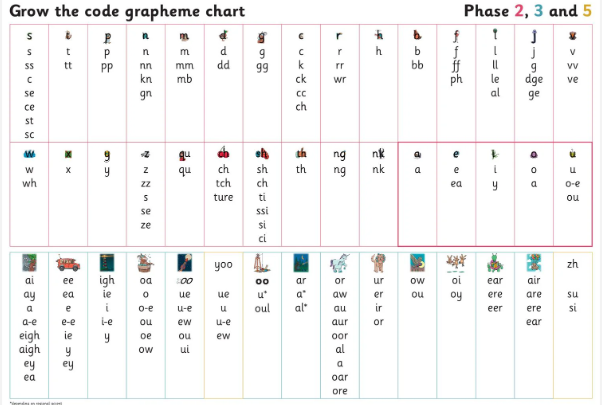 Grow the code grapheme chart Phase 2, 3 and 5
s t p n m d g c r h b f l j v
s t p n m d g c r h b f l j v
ss tt pp nn mm dd gg k rr bb ff ll g vv
c kn mb ck wr ph le dge ve
se gn cc al ge
ce ch
st
sc
w x y z qu ch sh th ng nk a e i o u
w x y z qu ch sh th ng nk a e i o u
wh zz tch ch ea y a o-e
s ture ti ou
se ssi
ze si
ci
yoo zh
ai ee igh oa oo oo ar or ur ow oi ear air
ay ea ie o ue ue u* a* aw er ou oy ere are su
a e i o-e u-e u oul al* au ir eer ere si
a-e e-e i-e ou ew u-e aur or ear
eigh ie y oe ou ew oor
aigh y ow ui al
ey ey a
ea oar
ore
*depending on regional accent